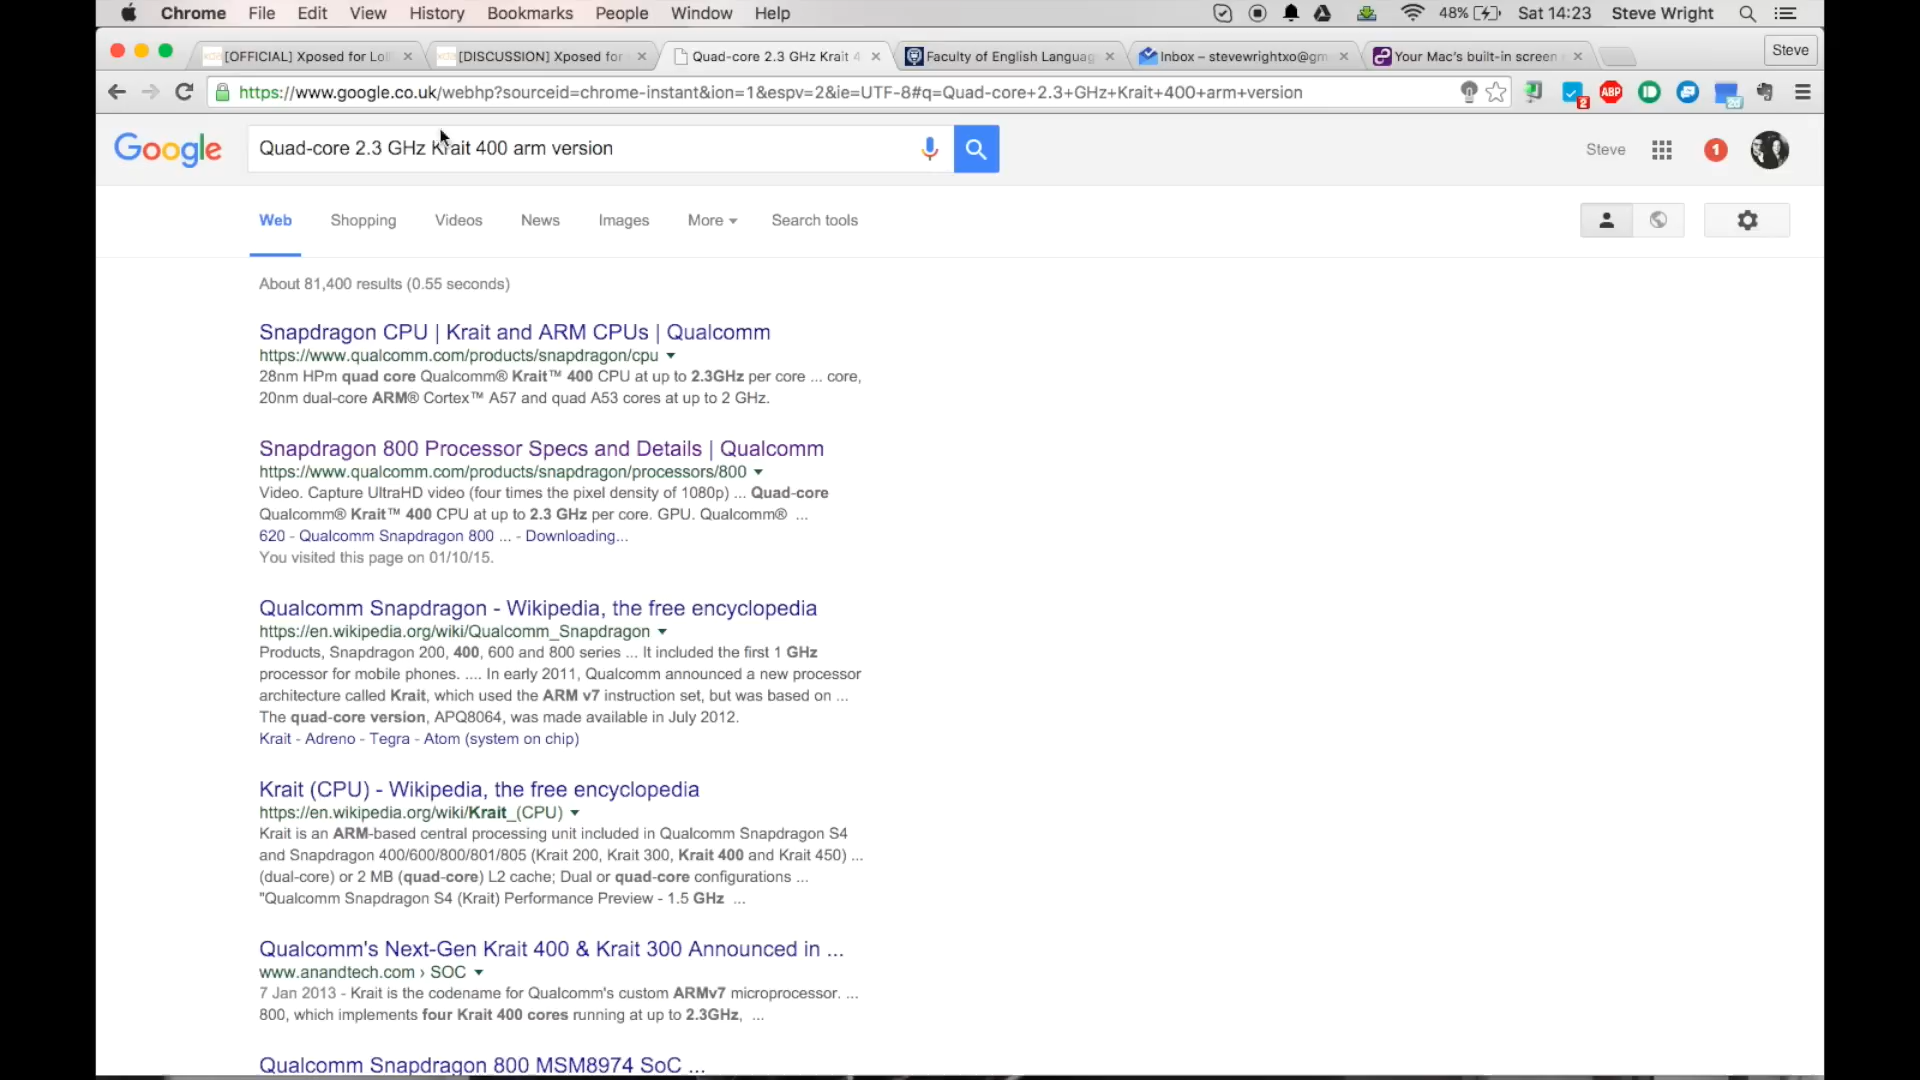 Chrome File Edit View History Bookmarks People Window Help 48% Sat 14:23 Steve Wright
[OFFICIAL] Xposed for Lol [DISCUSSION] Xposed for Quad-core 2.3 GHz Krait 4 Faculty of English Languag Inbox – stevewrightxo@gm Your Mac's built-in screen Steve
https://www.google.co.uk/webhp?sourceid=chrome-instant&ion=1&espv=2&ie=UTF-8#q=Quad-core+2.3+GHz+Krait+400+arm+version 2 ABP
Google Quad-core 2.3 GHz Krait 400 arm version Steve 1
Web Shopping Videos News Images More Search tools
About 81,400 results (0.55 seconds)
Snapdragon CPU | Krait and ARM CPUs | Qualcomm
https://www.qualcomm.com/products/snapdragon/cpu
28nm HPm quad core Qualcomm® Krait™ 400 CPU at up to 2.3GHz per core ... core,
20nm dual-core ARM® Cortex™ A57 and quad A53 cores at up to 2 GHz.
Snapdragon 800 Processor Specs and Details | Qualcomm
https://www.qualcomm.com/products/snapdragon/processors/800
Video. Capture UltraHD video (four times the pixel density of 1080p) ... Quad-core
Qualcomm® Krait™ 400 CPU at up to 2.3 GHz per core. GPU. Qualcomm® ...
620 - Qualcomm Snapdragon 800 ... - Downloading...
You visited this page on 01/10/15.
Qualcomm Snapdragon - Wikipedia, the free encyclopedia
https://en.wikipedia.org/wiki/Qualcomm_Snapdragon
Products, Snapdragon 200, 400, 600 and 800 series ... It included the first 1 GHz
processor for mobile phones. .... In early 2011, Qualcomm announced a new processor
architecture called Krait, which used the ARM v7 instruction set, but was based on ...
The quad-core version, APQ8064, was made available in July 2012.
Krait - Adreno - Tegra - Atom (system on chip)
Krait (CPU) - Wikipedia, the free encyclopedia
https://en.wikipedia.org/wiki/Krait_(CPU)
Krait is an ARM-based central processing unit included in Qualcomm Snapdragon S4
and Snapdragon 400/600/800/801/805 (Krait 200, Krait 300, Krait 400 and Krait 450) ...
(dual-core) or 2 MB (quad-core) L2 cache; Dual or quad-core configurations ...
"Qualcomm Snapdragon S4 (Krait) Performance Preview - 1.5 GHz ...
Qualcomm's Next-Gen Krait 400 & Krait 300 Announced in ...
www.anandtech.com › SOC
7 Jan 2013 - Krait is the codename for Qualcomm's custom ARMv7 microprocessor. ...
800, which implements four Krait 400 cores running at up to 2.3GHz, ...
Qualcomm Snapdragon 800 MSM8974 SoC ...